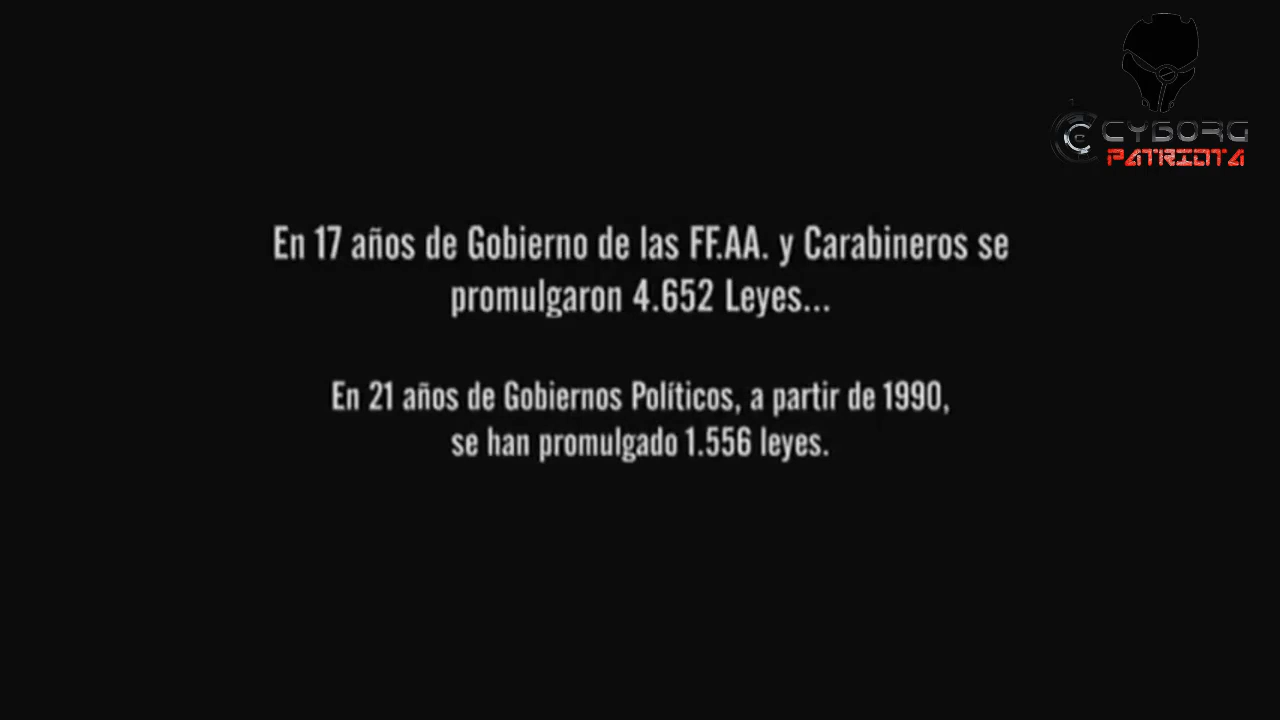 CYBORG
PATRIOTA
En 17 años de Gobierno de las FF.AA. y Carabineros se
promulgaron 4.652 Leyes...
En 21 años de Gobiernos Políticos, a partir de 1990,
se han promulgado 1.556 leyes.